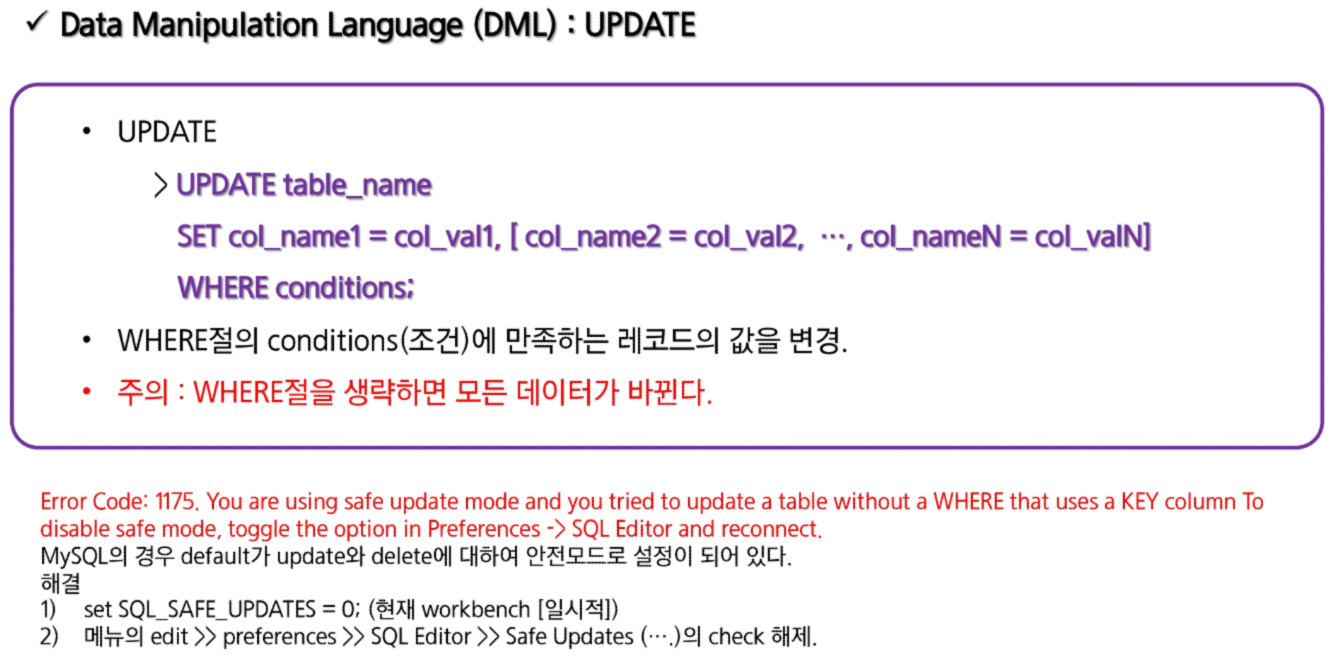 ✓ Data Manipulation Language (DML) : UPDATE
• UPDATE
> UPDATE table_name
SET col_name1 = col_val1, [ col_name2 = col_val2, …, col_nameN = col_valN]
WHERE conditions;
• WHERE절의 conditions(조건)에 만족하는 레코드의 값을 변경.
• 주의 : WHERE절을 생략하면 모든 데이터가 바뀐다.
Error Code: 1175. You are using safe update mode and you tried to update a table without a WHERE that uses a KEY column To
disable safe mode, toggle the option in Preferences -> SQL Editor and reconnect.
MySQL의 경우 default가 update와 delete에 대하여 안전모드로 설정이 되어 있다.
해결
1) set SQL_SAFE_UPDATES = 0; (현재 workbench [일시적])
2) 메뉴의 edit >> preferences >> SQL Editor >> Safe Updates (….)의 check 해제.